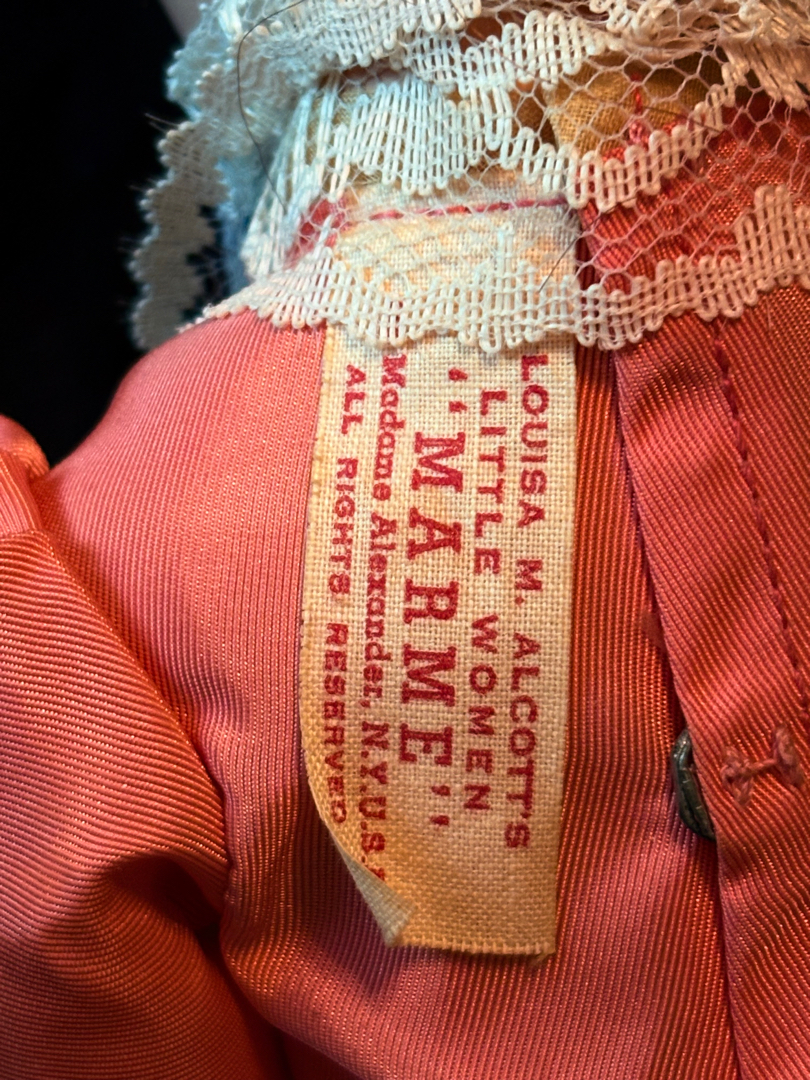 LOUISA M. ALCOTT'S
LITTLE WOMEN
"MARME"
Madame Alexander, N.Y.U.S.A
ALL RIGHTS RESERVED